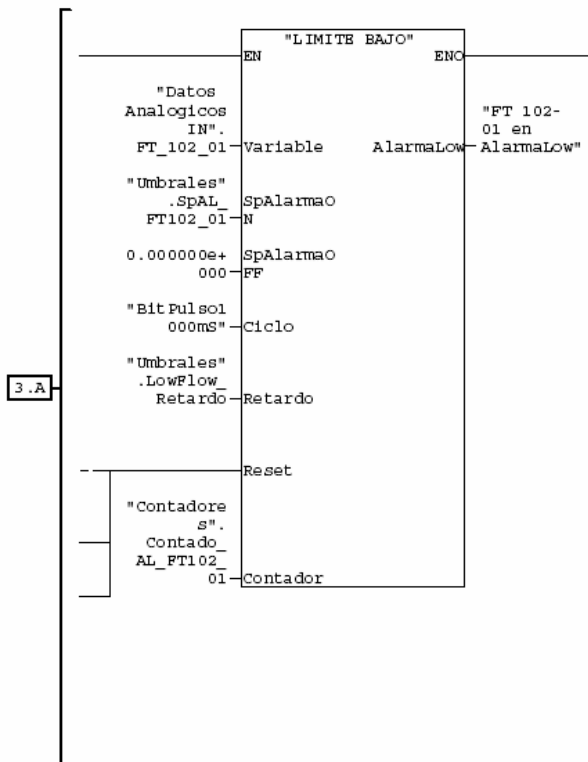 "LIMITE BAJO"
EN ENO
"Datos
Analogicos
IN".
FT_102_01 Variable
AlarmaLow
"FT 102-
01 en
AlarmaLow"
"Umbrales"
.SpAL_
FT102_01
SpAlarmaO
N
0.000000e+
000
SpAlarmaO
FF
"BitPulso1
000mS" Ciclo
"Umbrales"
.LowFlow_
Retardo Retardo
3.A
Reset
"Contadore
s".
Contado_
AL_FT102_
01 Contador